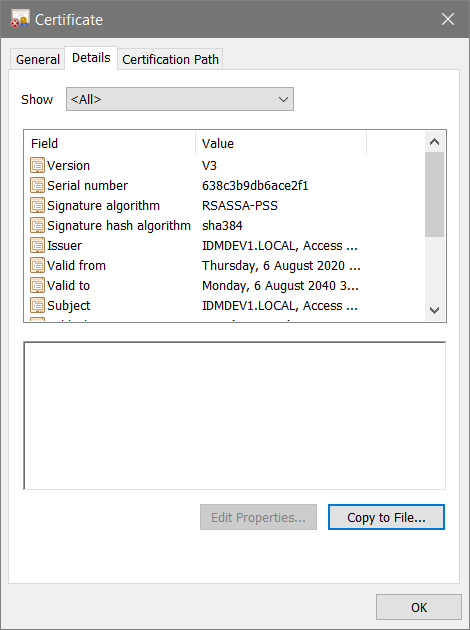 Certificate
General Details Certification Path
Show <All>
Field Value
Version V3
Serial number 638c3b9db6ace2f1
Signature algorithm RSASSA-PSS
Signature hash algorithm sha384
Issuer IDMDEV1.LOCAL, Access ...
Valid from Thursday, 6 August 2020 ...
Valid to Monday, 6 August 2040 3...
Subject IDMDEV1.LOCAL, Access ...
Edit Properties... Copy to File...
OK